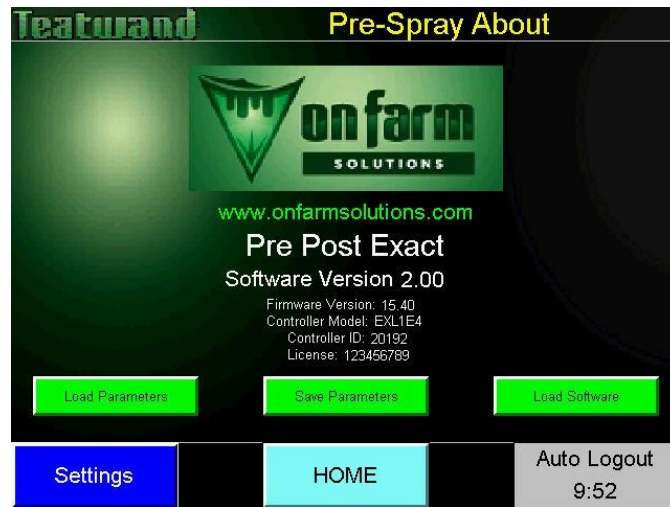 Teatwand
Pre-Spray About
on farm
SOLUTIONS
www.onfarmsolutions.com
Pre Post Exact
Software Version 2.00
Firmware Version: 15.40
Controller Model: EXL1E4
Controller ID: 20192
License: 123456789
Load Parameters
Save Parameters
Load Software
Settings
HOME
Auto Logout
9:52